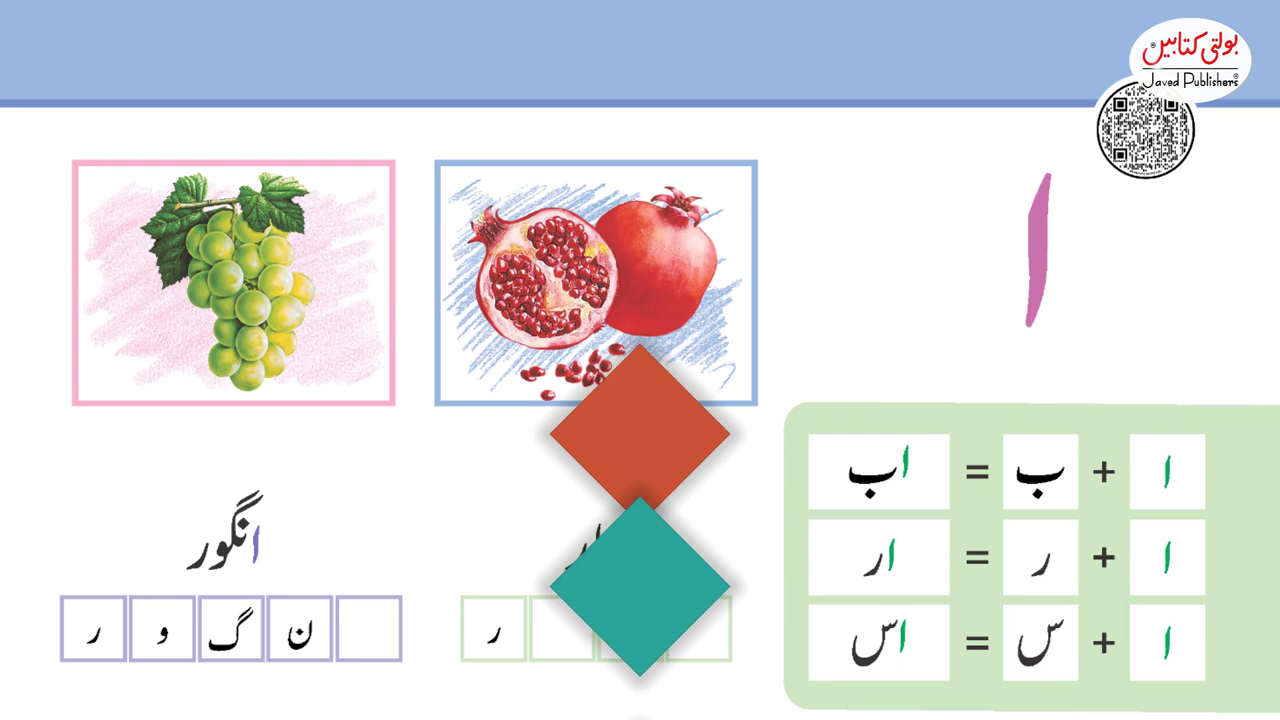 بولتی کتابیں®
Javed Publishers®
ا
ا + ب = اب
ا + ر = ار
ا + س = اس
انگور
ن گ و ر
ر